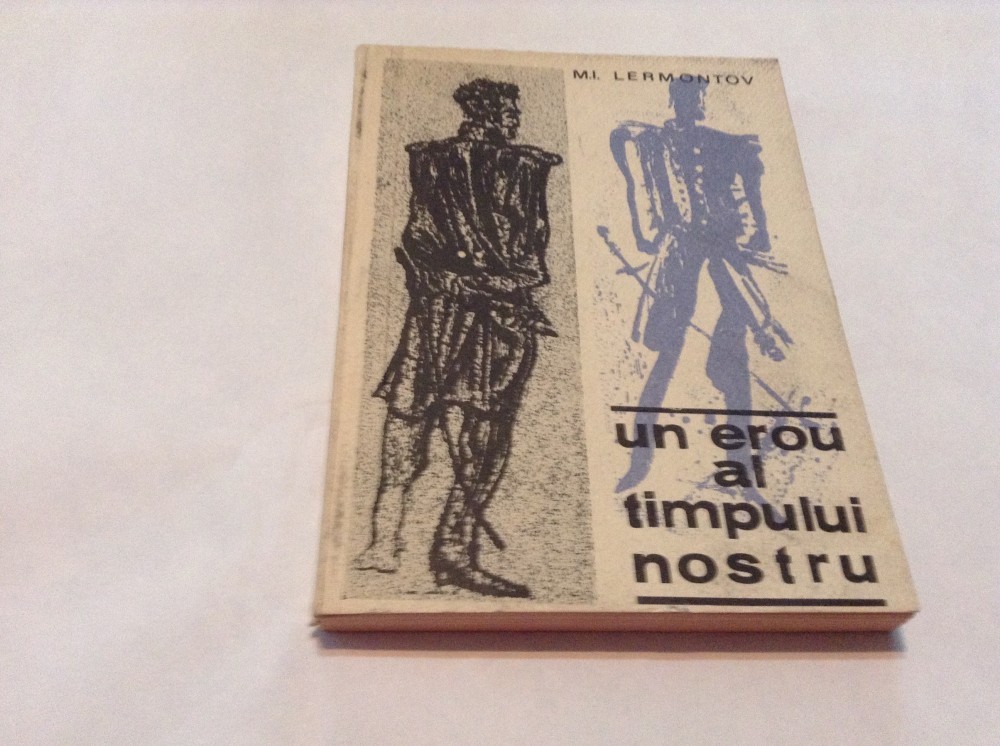 M.I. LERMONTOV
un erou
al
timpului
nostru